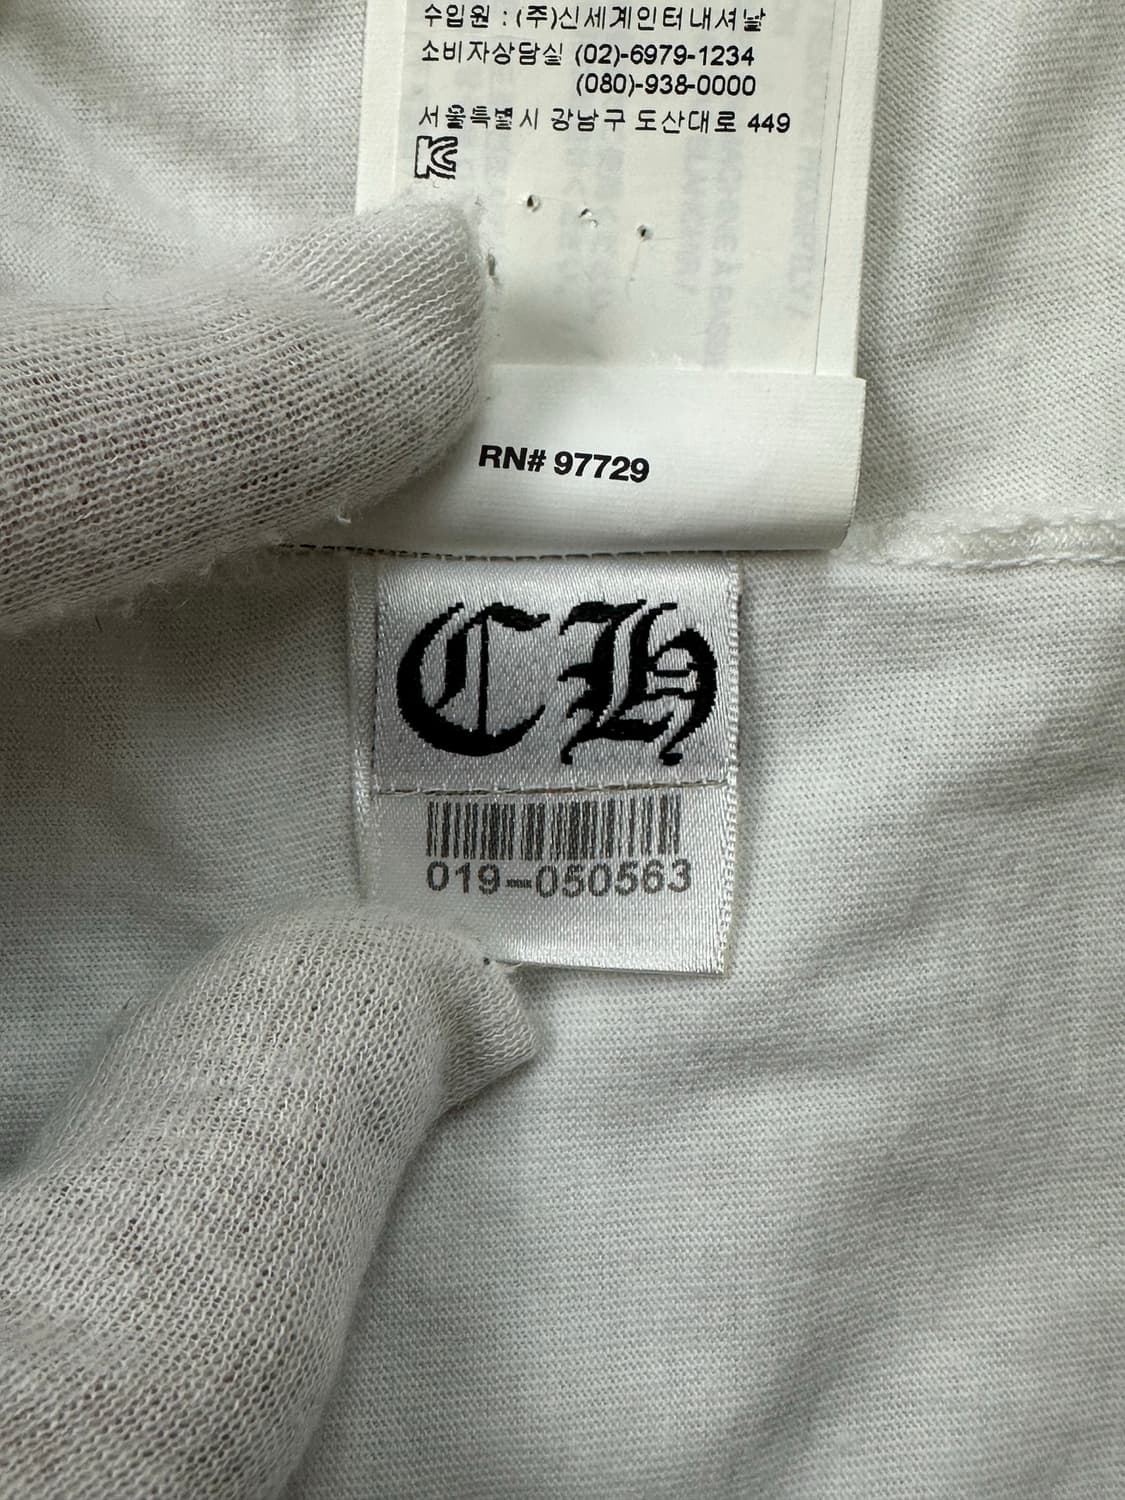 수입원 : (주)신세계인터내셔날
소비자상담실 (02)-6979-1234
(080)-938-0000
서울특별시 강남구 도산대로 449
KC
RN# 97729
CH
019-050563